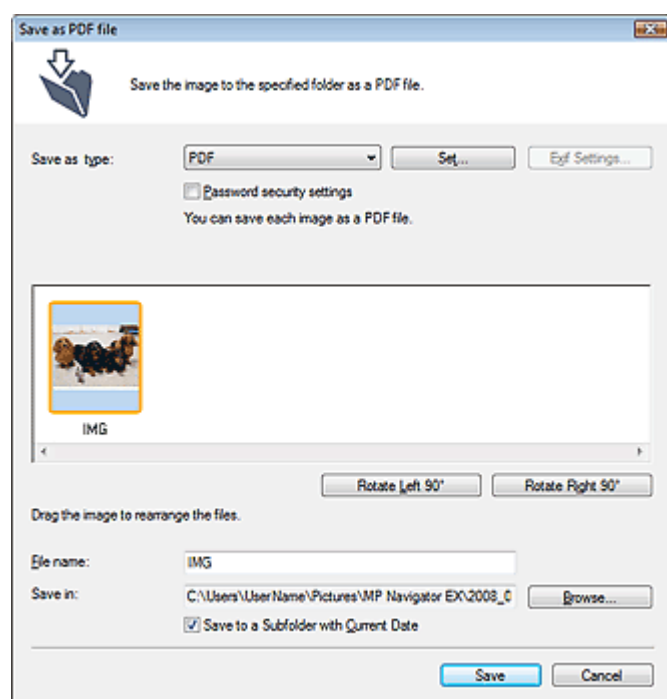 Save as PDF file
Save the image to the specified folder as a PDF file.
Save as type: PDF Set... Exif Settings...
Password security settings
You can save each image as a PDF file.
IMG
Rotate Left 90° Rotate Right 90°
Drag the image to rearrange the files.
File name: IMG
Save in: C:\Users\UserName\Pictures\MP Navigator EX\2008_0 Browse...
Save to a Subfolder with Current Date
Save Cancel